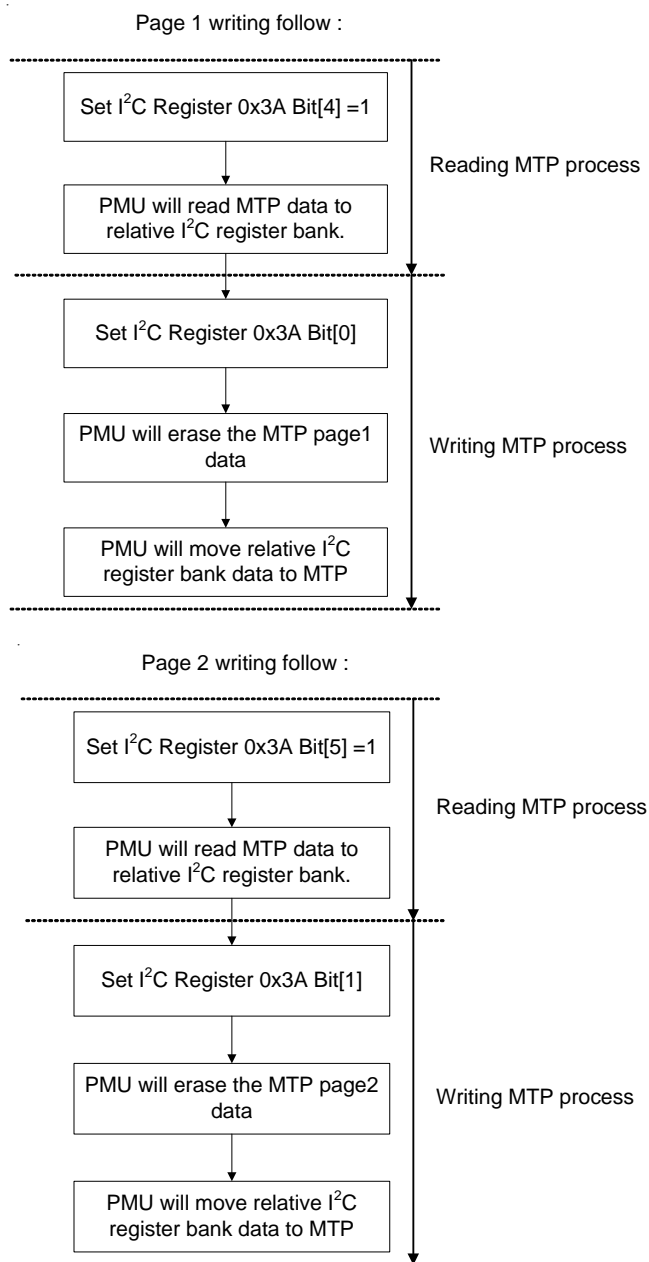 Page 1 writing follow :
Set I²C Register 0x3A Bit[4] =1
Reading MTP process
PMU will read MTP data to
relative I²C register bank.
Set I²C Register 0x3A Bit[0]
PMU will erase the MTP page1
data
Writing MTP process
PMU will move relative I²C
register bank data to MTP
Page 2 writing follow :
Set I²C Register 0x3A Bit[5] =1
Reading MTP process
PMU will read MTP data to
relative I²C register bank.
Set I²C Register 0x3A Bit[1]
PMU will erase the MTP page2
data
Writing MTP process
PMU will move relative I²C
register bank data to MTP